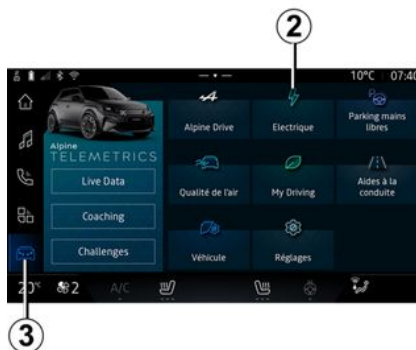 2
10°C 07:40
Alpine
TELEMETRICS
Live Data
Coaching
Challenges
Alpine Drive
Electrique
Parking mains
libres
Qualité de l'air
My Driving
Aides à la
conduite
Véhicule
Réglages
20°C 2 A/C
3